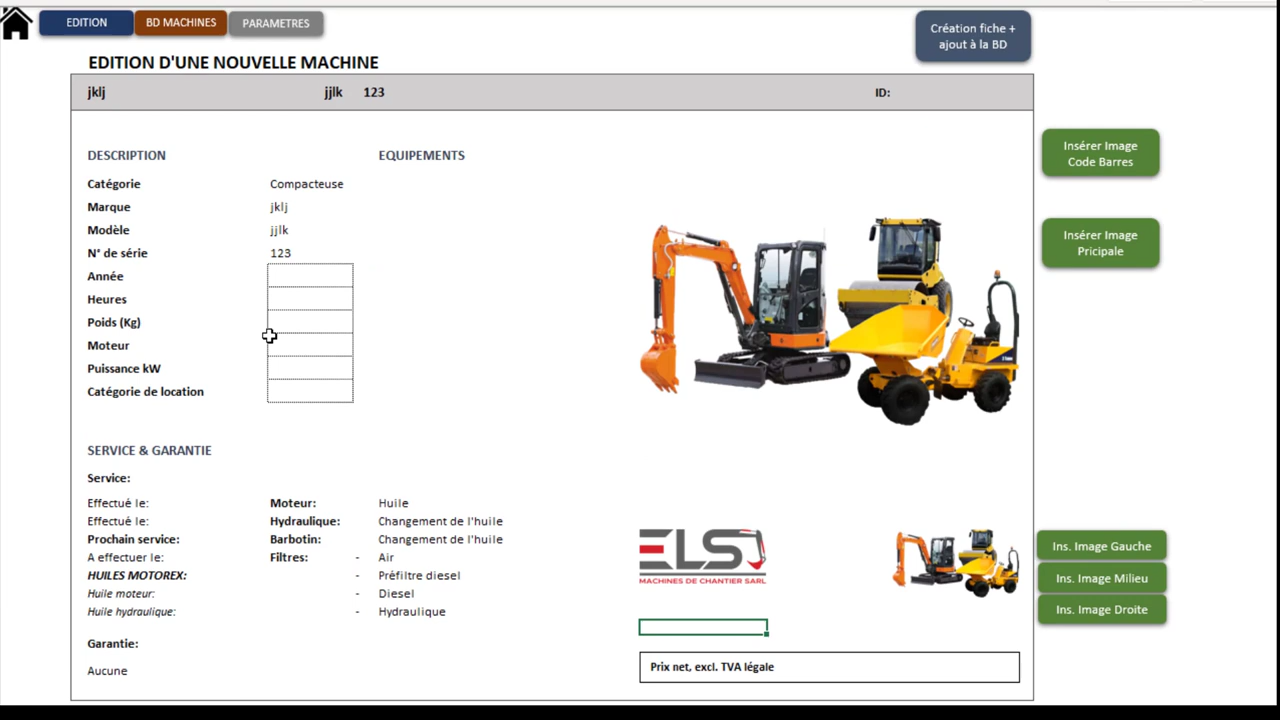 EDITION
BD MACHINES
PARAMETRES
Création fiche +
ajout à la BD
EDITION D'UNE NOUVELLE MACHINE
jklj jjlk 123 ID:
DESCRIPTION
EQUIPEMENTS
Insérer Image
Code Barres
Catégorie Compacteuse
Marque jklj
Modèle jjlk
N° de série 123
Insérer Image
Pricipale
Année
Heures
Poids (Kg)
Moteur
Puissance kW
Catégorie de location
SERVICE & GARANTIE
Service:
Effectué le: Moteur: Huile
Effectué le: Hydraulique: Changement de l'huile
Prochain service: Barbotin: Changement de l'huile
A effectuer le: Filtres: - Air
HUILES MOTOREX: - Préfiltre diesel
Huile moteur: - Diesel
Huile hydraulique: - Hydraulique
ELS
MACHINES DE CHANTIER SARL
Ins. Image Gauche
Ins. Image Milieu
Ins. Image Droite
Garantie:
Aucune
Prix net, excl. TVA légale